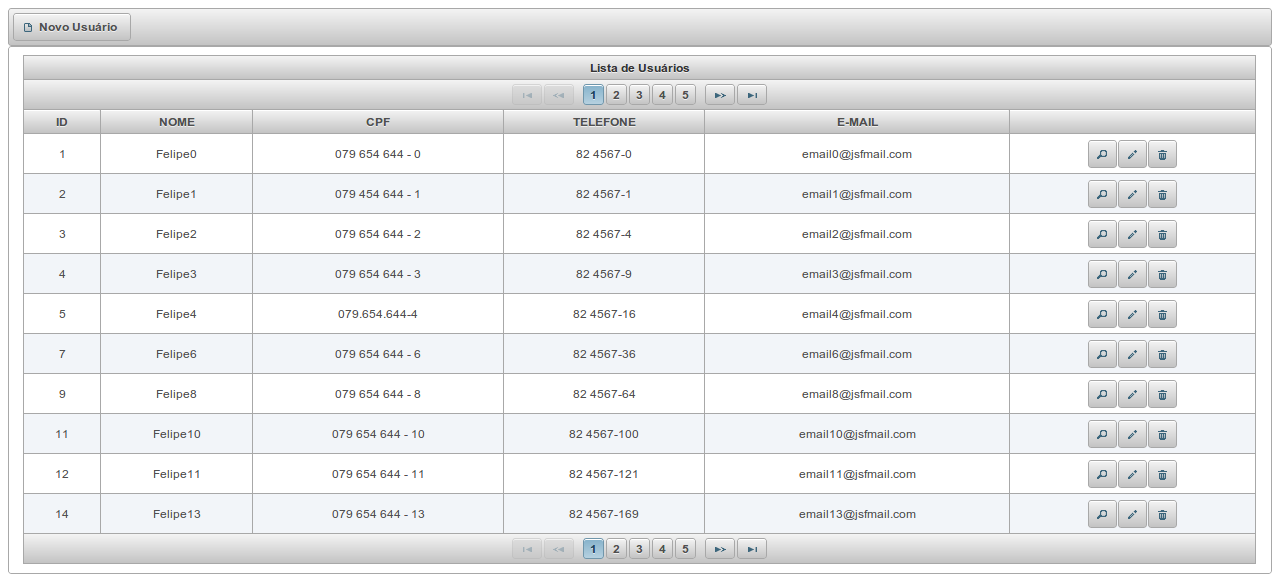 Novo Usuário
Lista de Usuários
1 2 3 4 5
ID NOME CPF TELEFONE E-MAIL
1 Felipe0 079 654 644 - 0 82 4567-0 email0@jsfmail.com
2 Felipe1 079 454 644 - 1 82 4567-1 email1@jsfmail.com
3 Felipe2 079 654 644 - 2 82 4567-4 email2@jsfmail.com
4 Felipe3 079 654 644 - 3 82 4567-9 email3@jsfmail.com
5 Felipe4 079.654.644-4 82 4567-16 email4@jsfmail.com
7 Felipe6 079 654 644 - 6 82 4567-36 email6@jsfmail.com
9 Felipe8 079 654 644 - 8 82 4567-64 email8@jsfmail.com
11 Felipe10 079 654 644 - 10 82 4567-100 email10@jsfmail.com
12 Felipe11 079 654 644 - 11 82 4567-121 email11@jsfmail.com
14 Felipe13 079 654 644 - 13 82 4567-169 email13@jsfmail.com
1 2 3 4 5